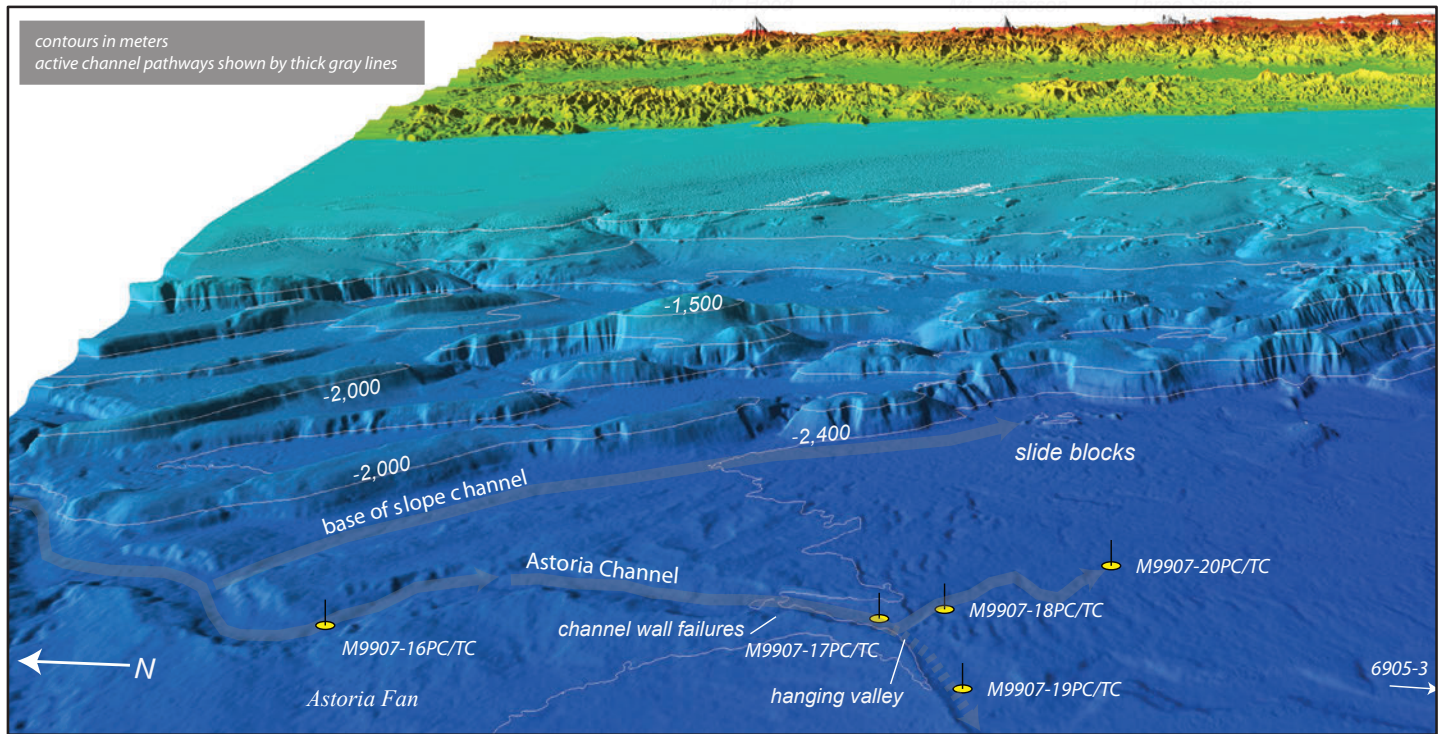 contours in meters
active channel pathways shown by thick gray lines
-1,500
-2,000
-2,400
-2,000
slide blocks
base of slope channel
Astoria Channel
M9907-20PC/TC
M9907-18PC/TC
channel wall failures
M9907-16PC/TC
M9907-17PC/TC
6905-3
N
M9907-19PC/TC
hanging valley
Astoria Fan